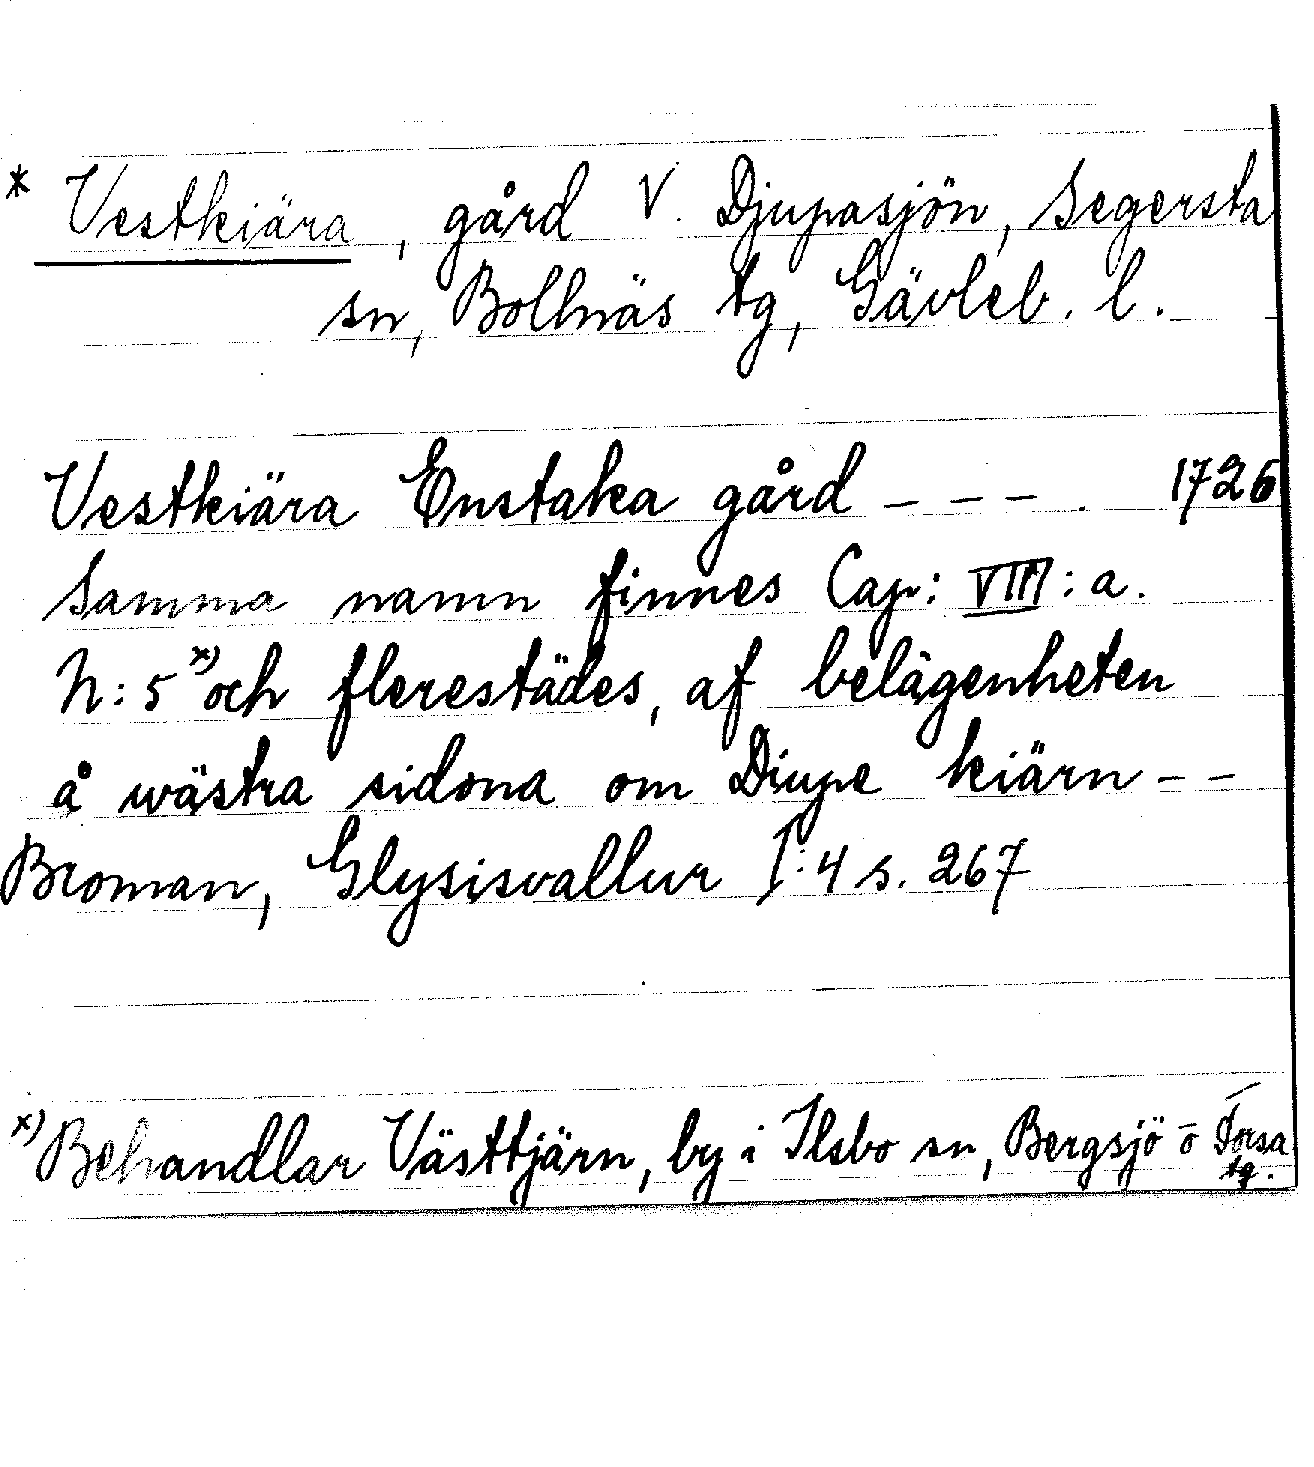 * Vestkiära, gård V. Djupasjön, Segersta
sn, Bollnäs tg, Gävleb. l.
Vestkiära Enstaka gård - - - . 1726
Samma namn finnes Cap: VIII: a.
N: 5 x) och flerestädes, af belägenheten
å wästra sidona om Diupe kiärn - -
Broman, Glysisvallur I: 4 s. 267
x) Behandlar Västtjärn, by i Ilsbo sn, Bergsjö o Forsa
tg.